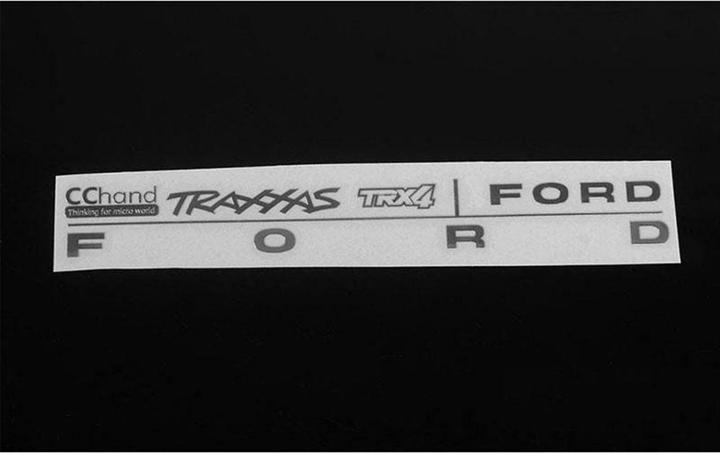 CChand TRAXXAS TRX4 FORD
Thinking for micro world
F O R D